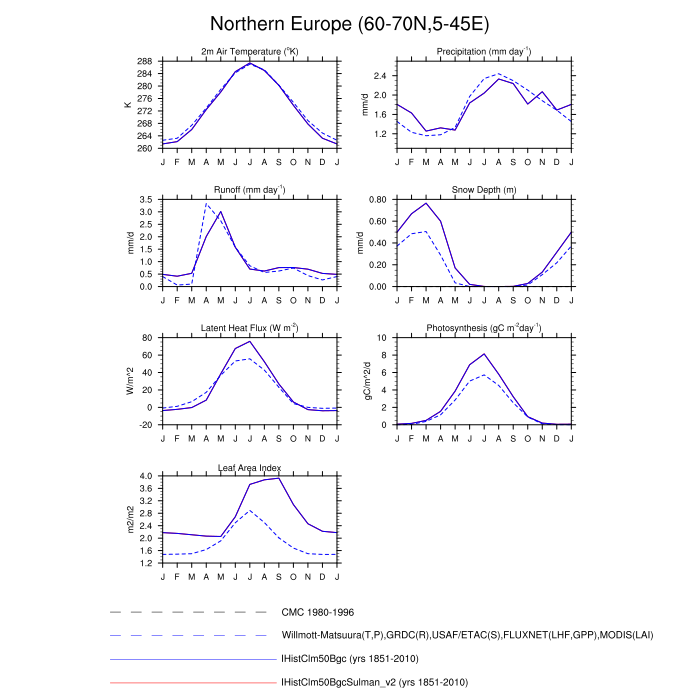 Northern Europe (60-70N,5-45E)
2m Air Temperature (°K)
K
288
284
280
276
272
268
264
260
J F M A M J J A S O N D J
Precipitation (mm day-1)
mm/d
2.4
2.0
1.6
1.2
J F M A M J J A S O N D J
Runoff (mm day-1)
mm/d
3.5
3.0
2.5
2.0
1.5
1.0
0.5
0.0
J F M A M J J A S O N D J
Snow Depth (m)
0.80
0.60
0.40
0.20
0.00
J F M A M J J A S O N D J
Latent Heat Flux (W m-2)
W/m^2
80
60
40
20
0
-20
J F M A M J J A S O N D J
Photosynthesis (gC m-2day-1)
gC/m^2/d
10
8
6
4
2
0
J F M A M J J A S O N D J
Leaf Area Index
m2/m2
4.0
3.6
3.2
2.8
2.4
2.0
1.6
1.2
J F M A M J J A S O N D J
CMC 1980-1996
Willmott-Matsuura(T,P),GRDC(R),USAF/ETAC(S),FLUXNET(LHF,GPP),MODIS(LAI)
IHistClm50Bgc (yrs 1851-2010)
IHistClm50BgcSulman_v2 (yrs 1851-2010)